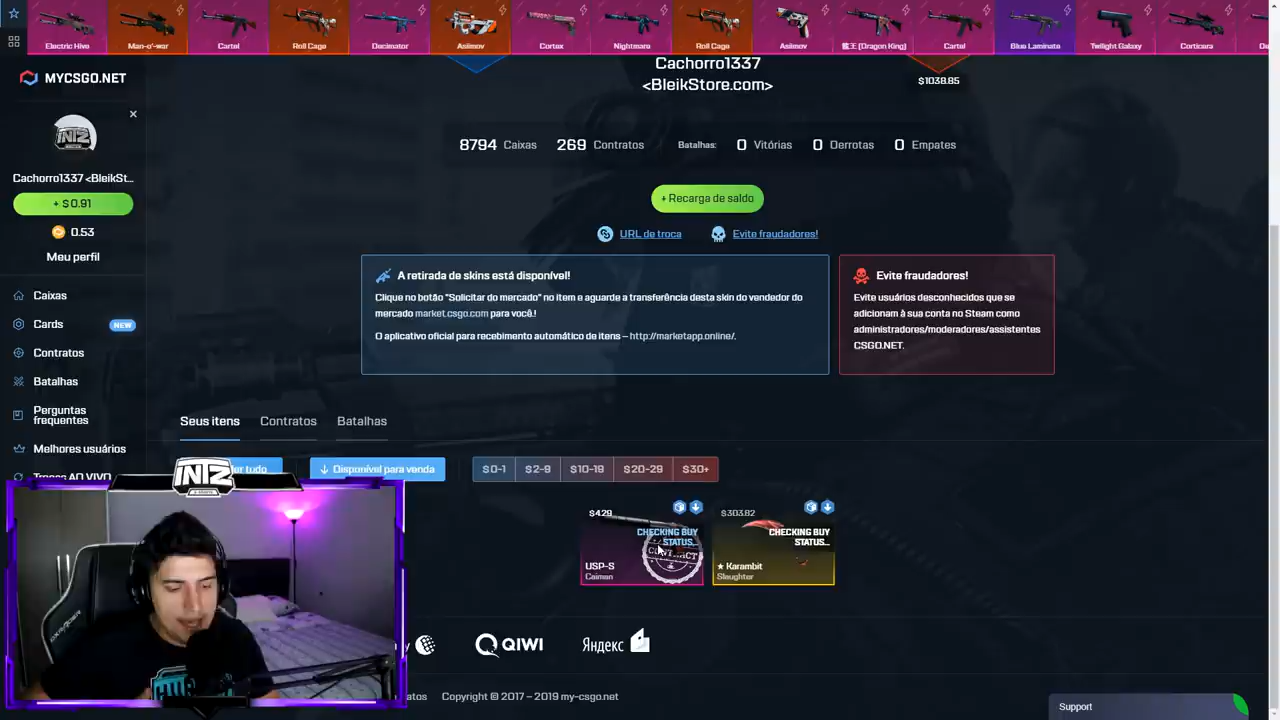 Electric Hive
Man-o'-war
Cartel
Roll Cage
Decimator
Asiimov
Cortex
Nightmare
Roll Cage
Asiimov
龍王 (Dragon King)
Cartel
Blue Laminate
Twilight Galaxy
Corticera
MYCSGO.NET
Cachorro1337
<BleikStore.com>
$1038.85
8794 Caixas
269 Contratos
Batalhas:
0 Vitórias
0 Derrotas
0 Empates
+ Recarga de saldo
URL de troca
Evite fraudadores!
INTZ
Cachorro1337 <BleikSt...
+ $ 0.91
0.53
Meu perfil
Caixas
Cards
NEW
Contratos
Batalhas
Perguntas
frequentes
Melhores usuários
Trocas AO VIVO
A retirada de skins está disponível!
Clique no botão "Solicitar do mercado" no item e aguarde a transferência desta skin do vendedor do
mercado market.csgo.com para você.!
O aplicativo oficial para recebimento automático de itens – http://marketapp.online/.
Evite fraudadores!
Evite usuários desconhecidos que se
adicionam à sua conta no Steam como
administradores/moderadores/assistentes
CSGO.NET.
Seus itens
Contratos
Batalhas
tudo
Disponível para venda
$0-1
$2-9
$10-19
$20-29
$30+
$4.29
CHECKING BUY
STATUS...
CONTRACT
USP-S
Caiman
$303.82
CHECKING BUY
STATUS...
★ Karambit
Slaughter
INTZ
QIWI
Яндекс
Copyright © 2017 – 2019 my-csgo.net
Support